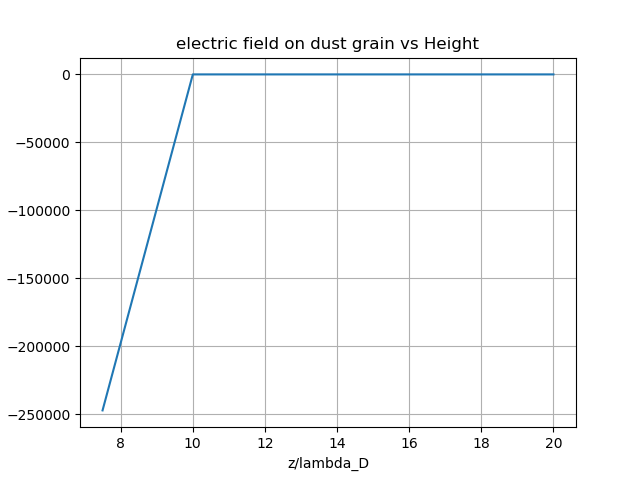 electric field on dust grain vs Height
0
−50000
−100000
−150000
−200000
−250000
8 10 12 14 16 18 20
z/lambda_D